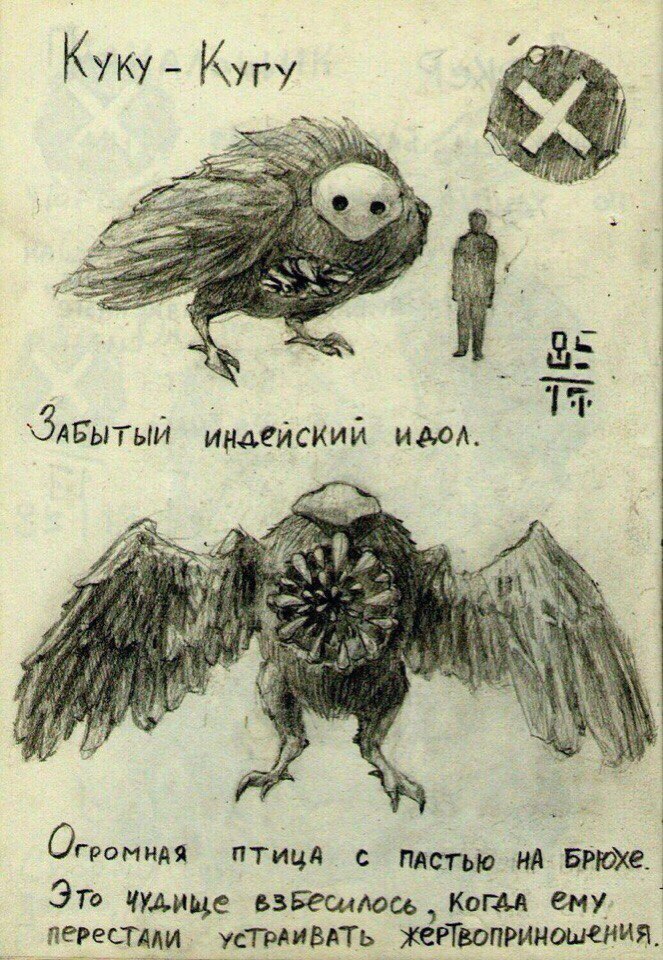 Куку - Кугу
Забытый индейский идол.
Огромная птица с пастью на брюхе.
Это чудище взбесилось, когда ему
перестали устраивать жертвоприношения.